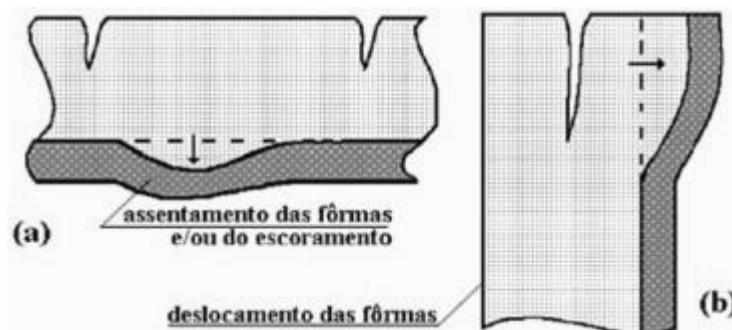 assentamento das fôrmas
e/ou do escoramento
(a)
(b)
deslocamento das fôrmas